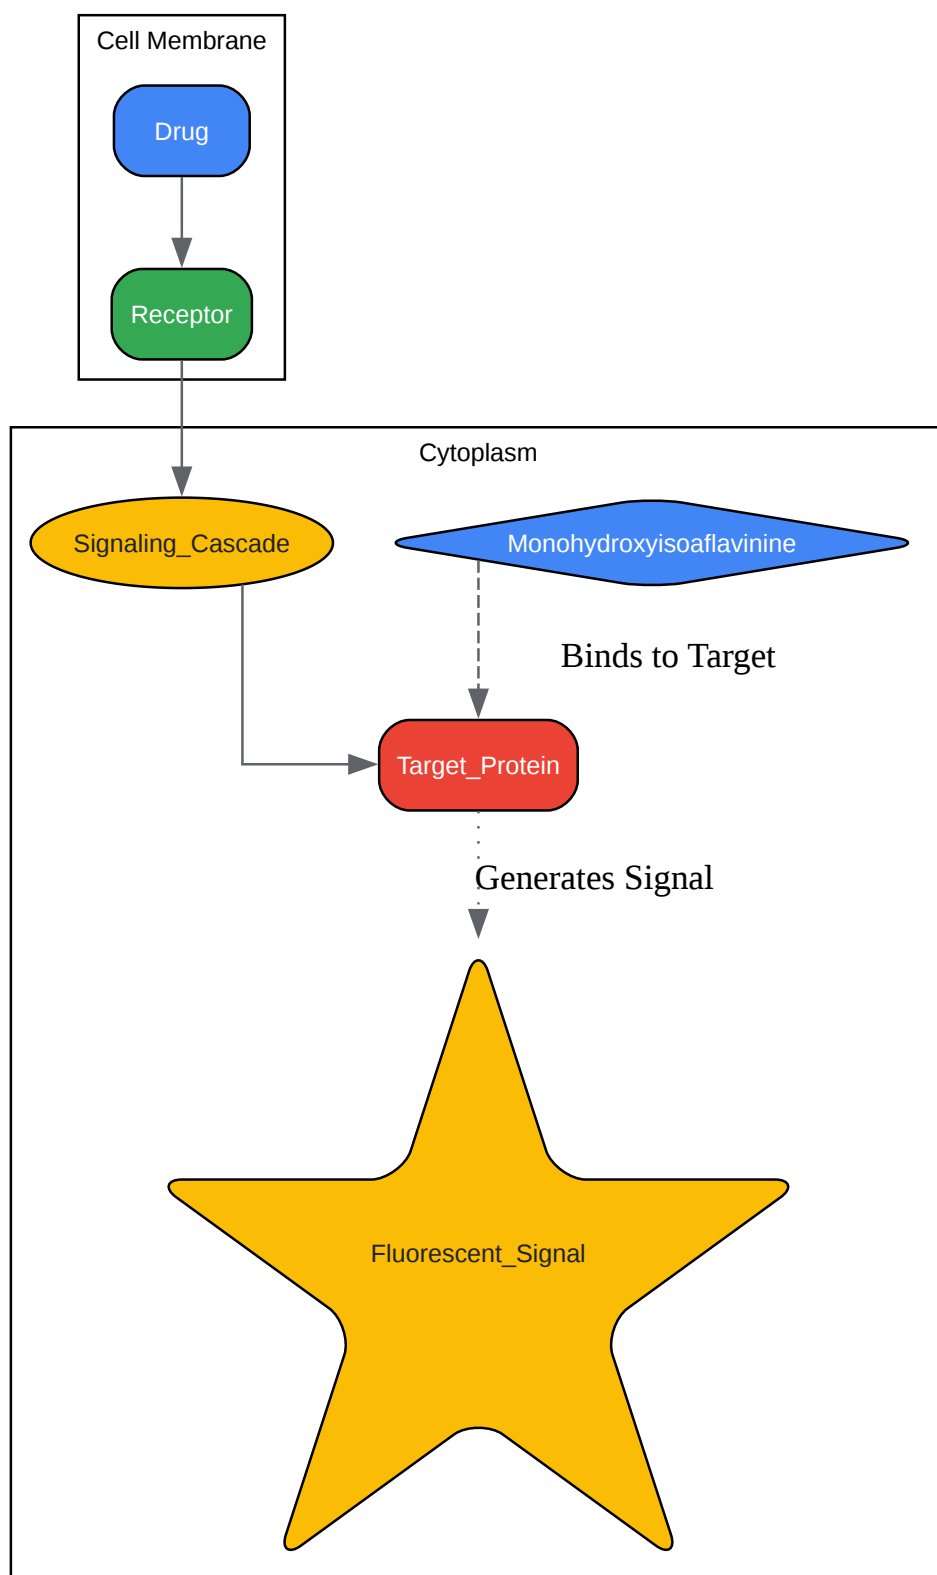 Cell Membrane
Drug
Receptor
Cytoplasm
Signaling_Cascade
Monohydroxyisoaflavinine
Binds to Target
Target_Protein
Generates Signal
Fluorescent_Signal